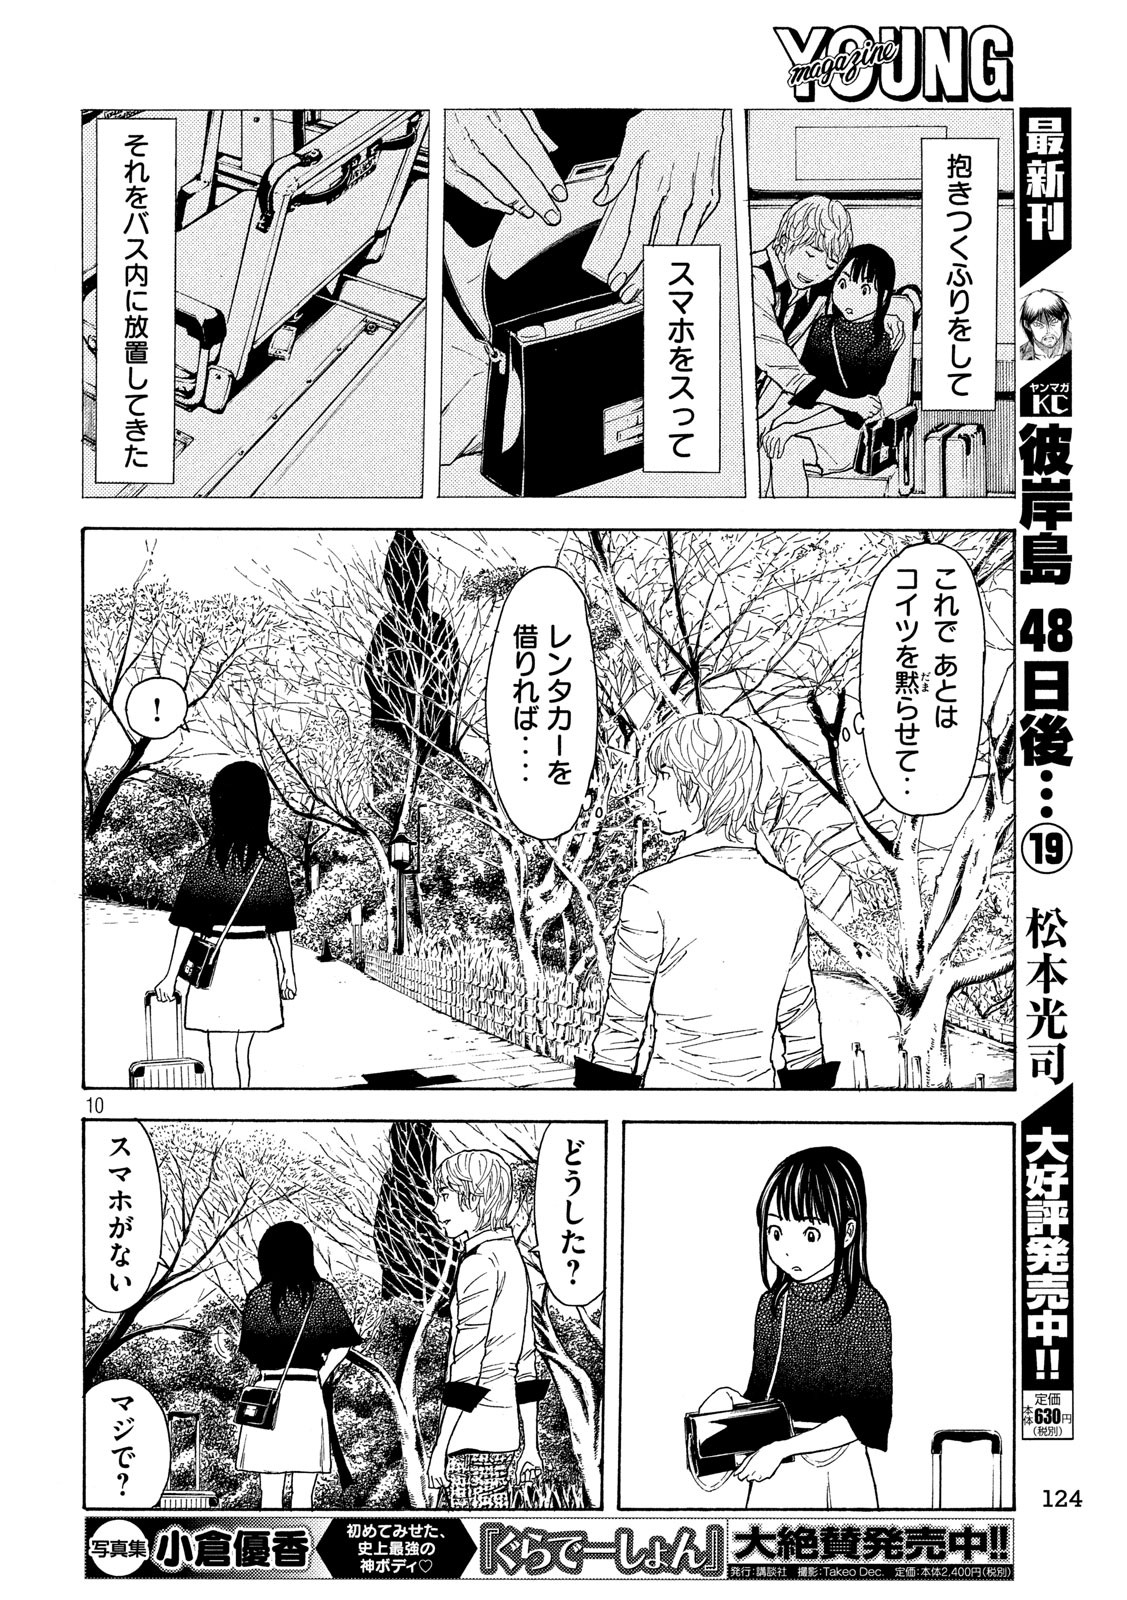 YOUNG
magazine
抱きつくふりをして
スマホをスって
それをバス内に放置してきた
これで あとは
コイツを黙らせて‥
だま
レンタカーを
借りれば‥‥
！
10
どうした？
スマホがない
マジで？
最新刊
ヤンマガ
KC
彼岸島 48日後…⑲
松本光司
大好評発売中!!
定価
本体630円
(税別)
124
写真集
小倉優香
初めてみせた、
史上最強の
神ボディ♡
『ぐらでーしょん』
大絶賛発売中!!
発行：講談社 撮影：Takeo Dec. 定価：本体2,400円(税別)